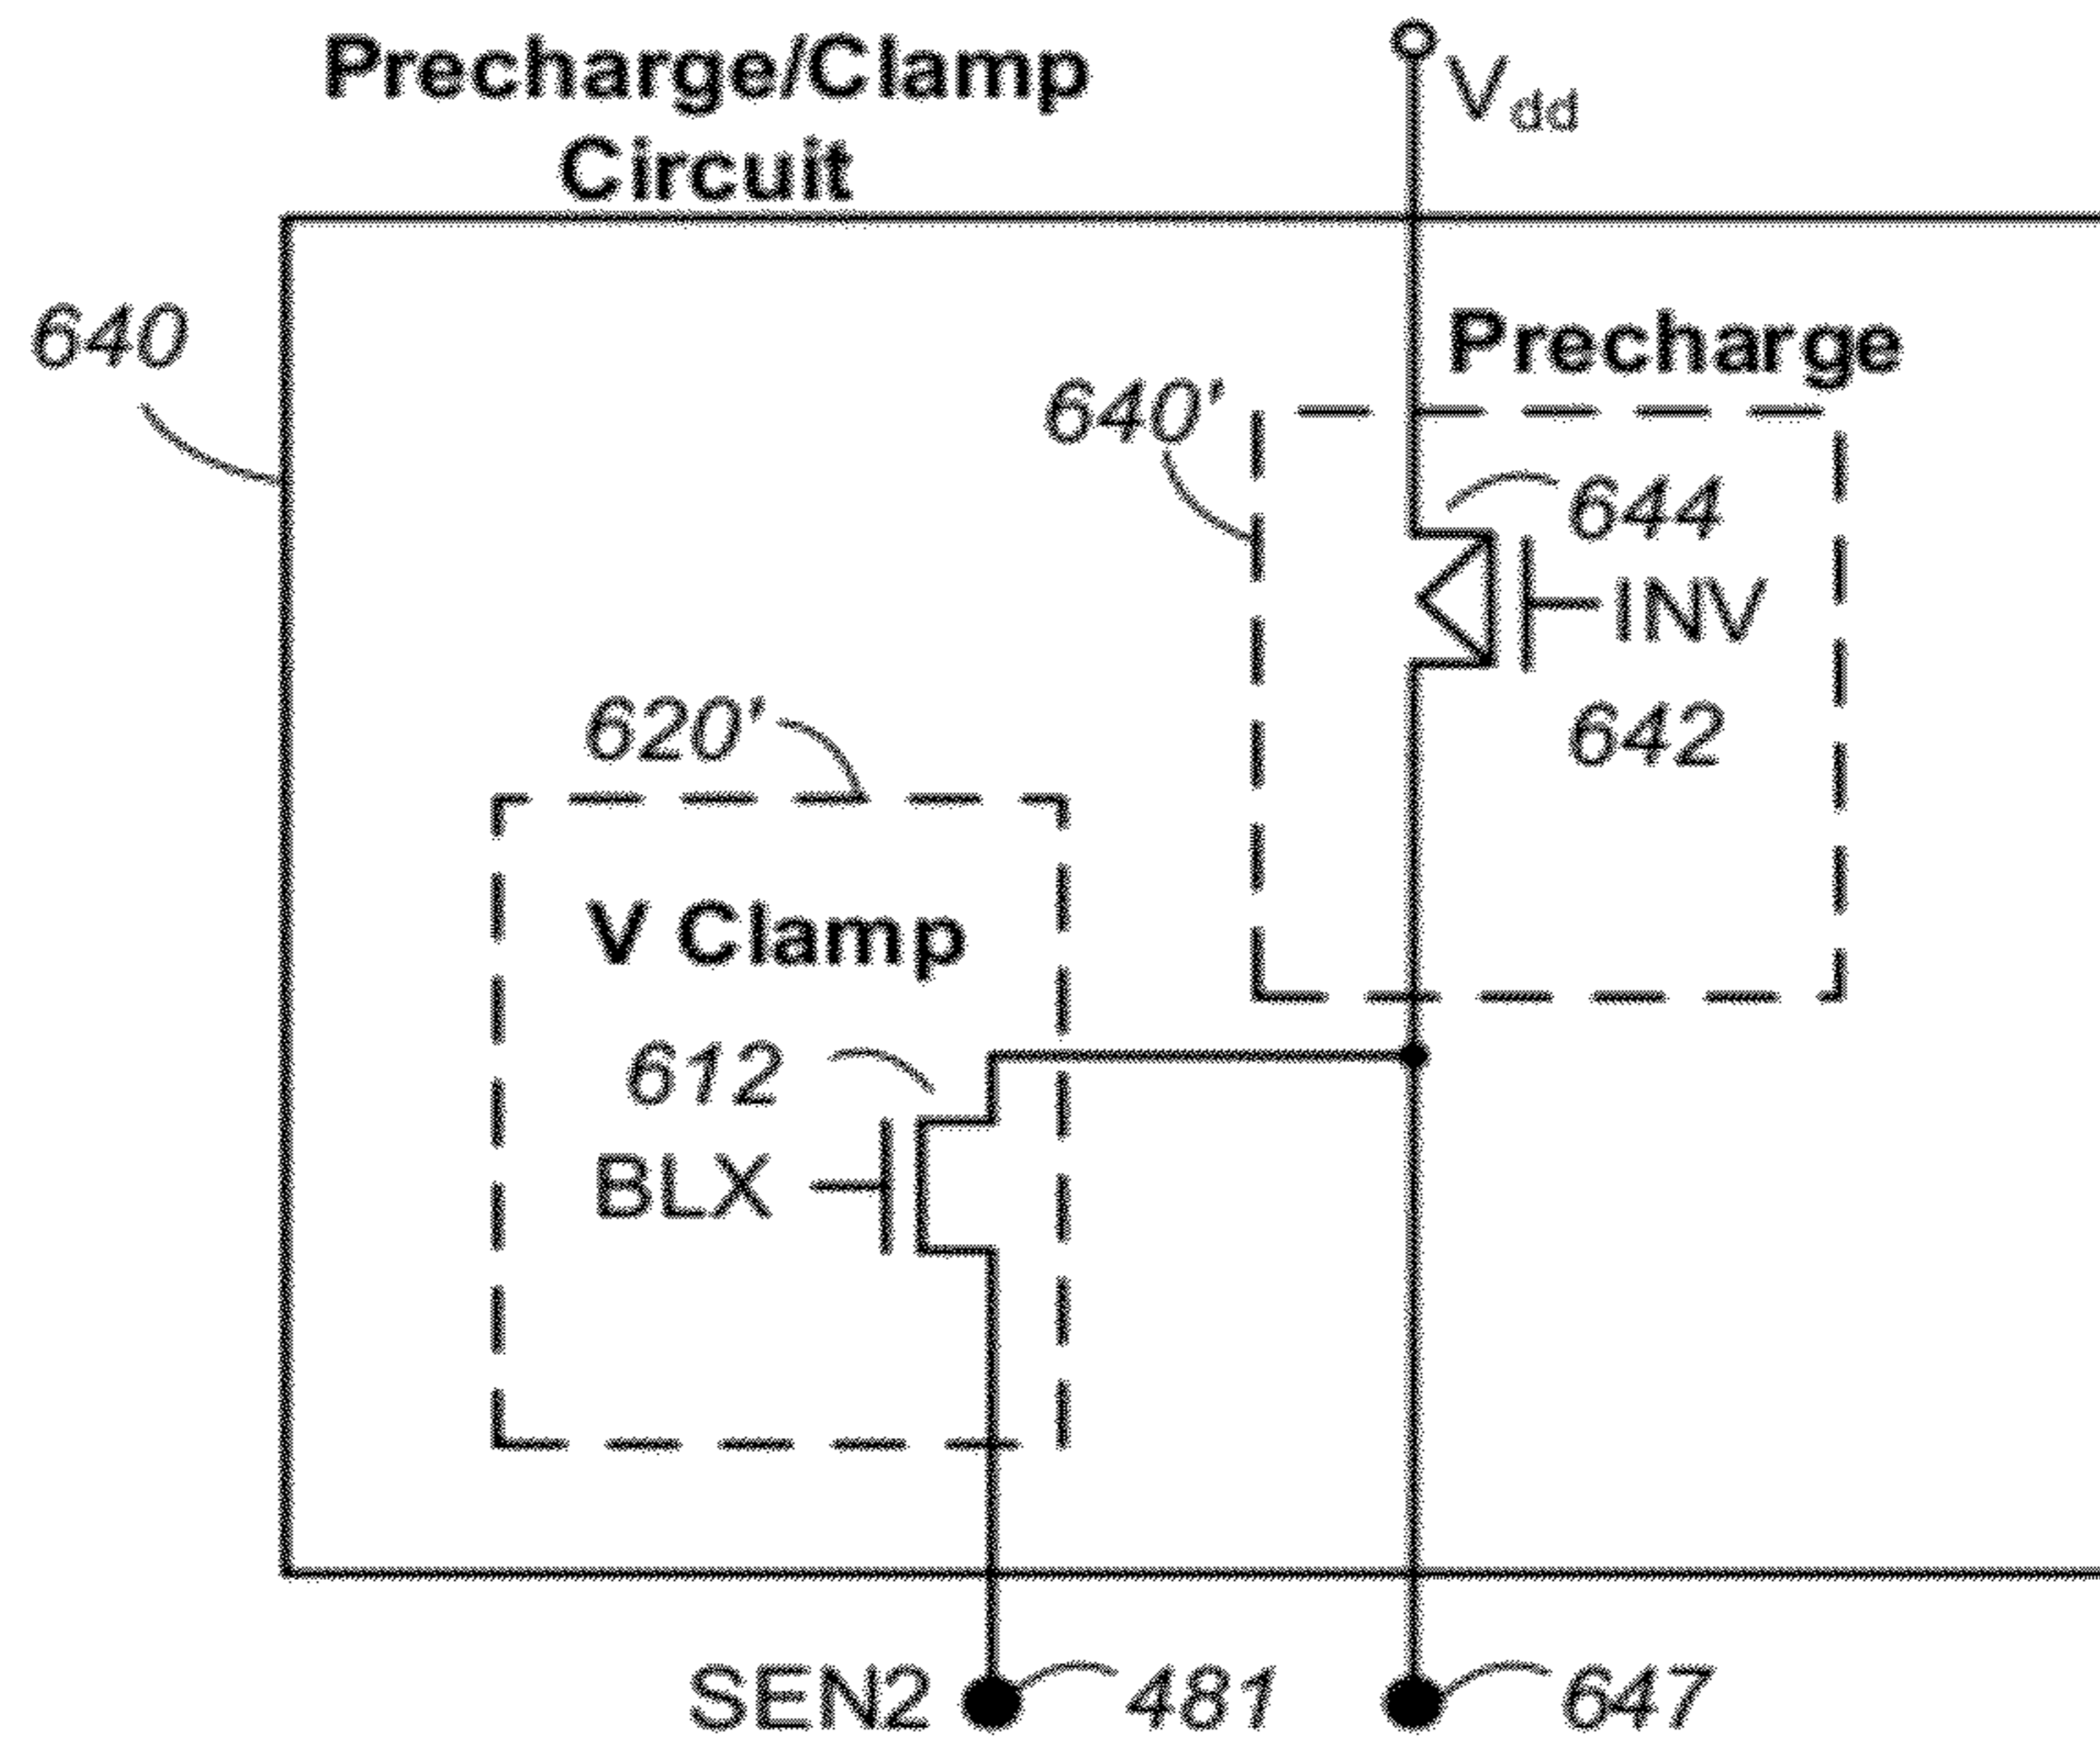 Precharge/Clamp
Circuit
Vdd
640
Precharge
640'
644
INV
642
620'
V Clamp
612
BLX
SEN2
481
647